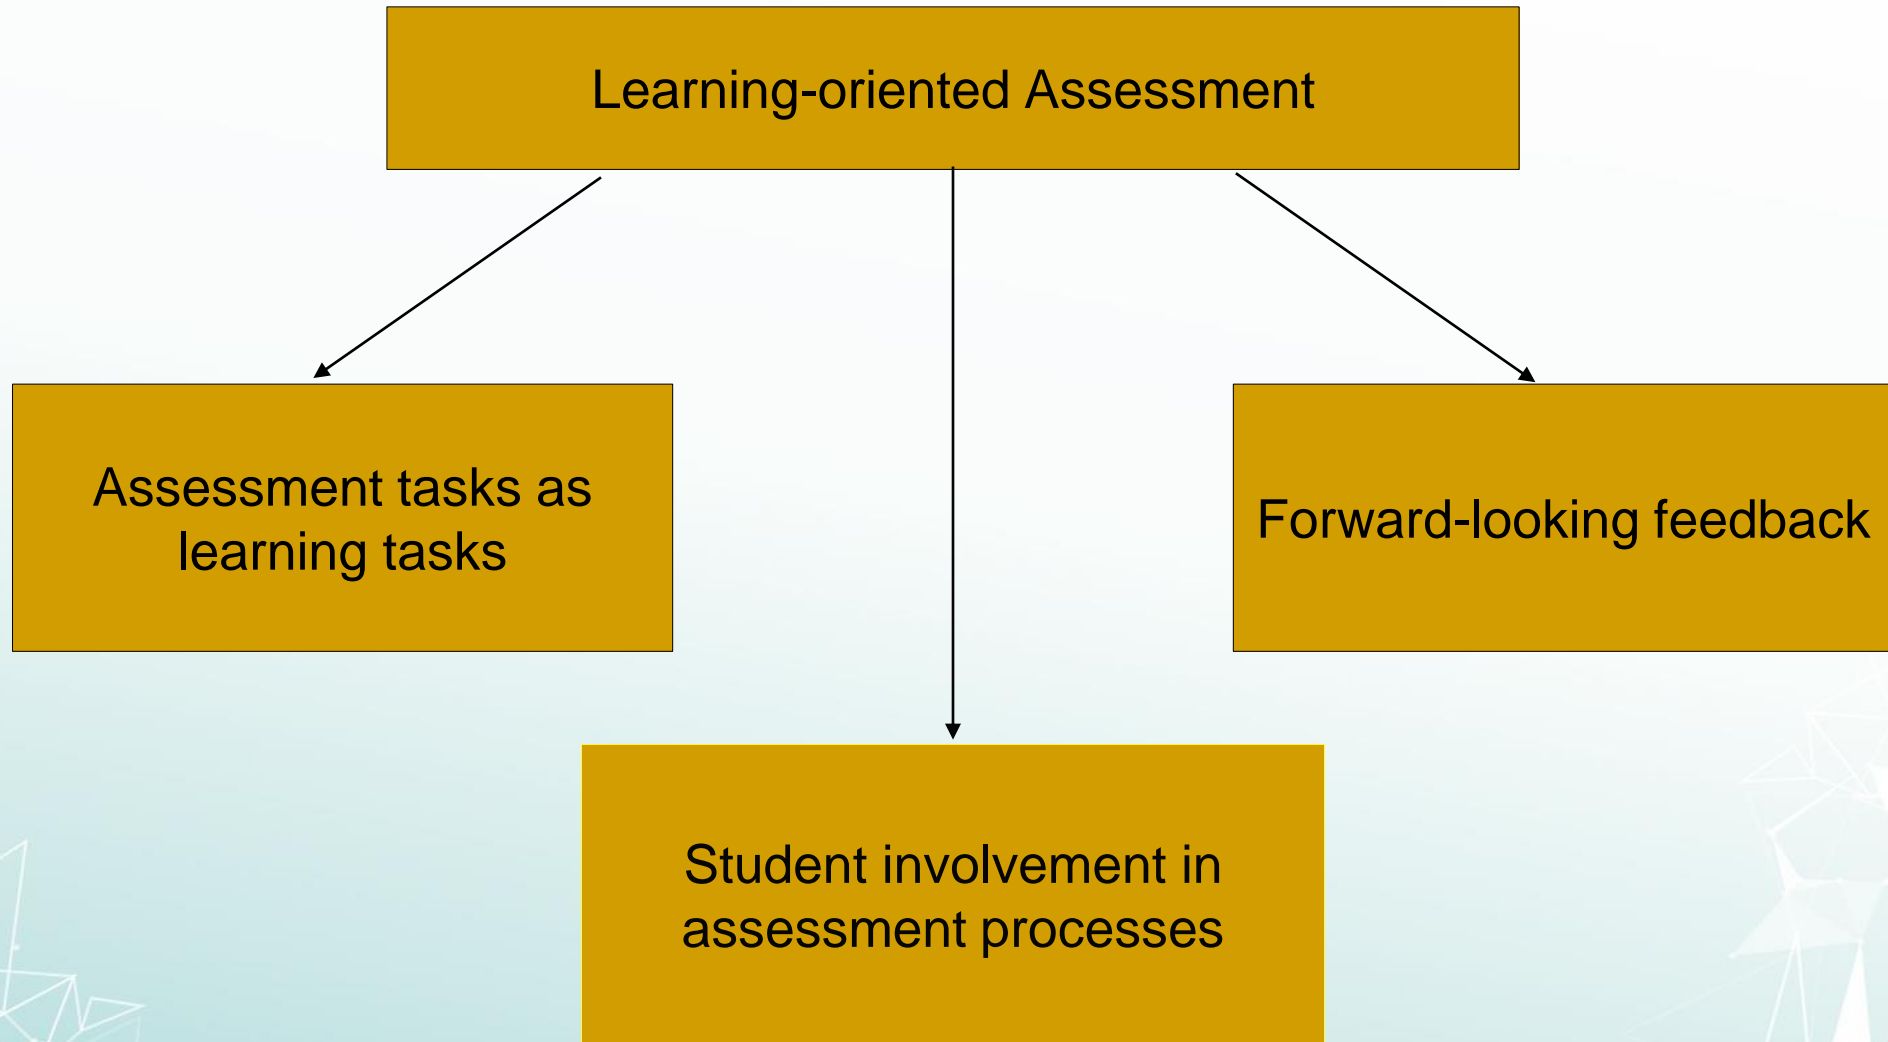 Learning-oriented Assessment
Assessment tasks as
learning tasks
Forward-looking feedback
Student involvement in
assessment processes